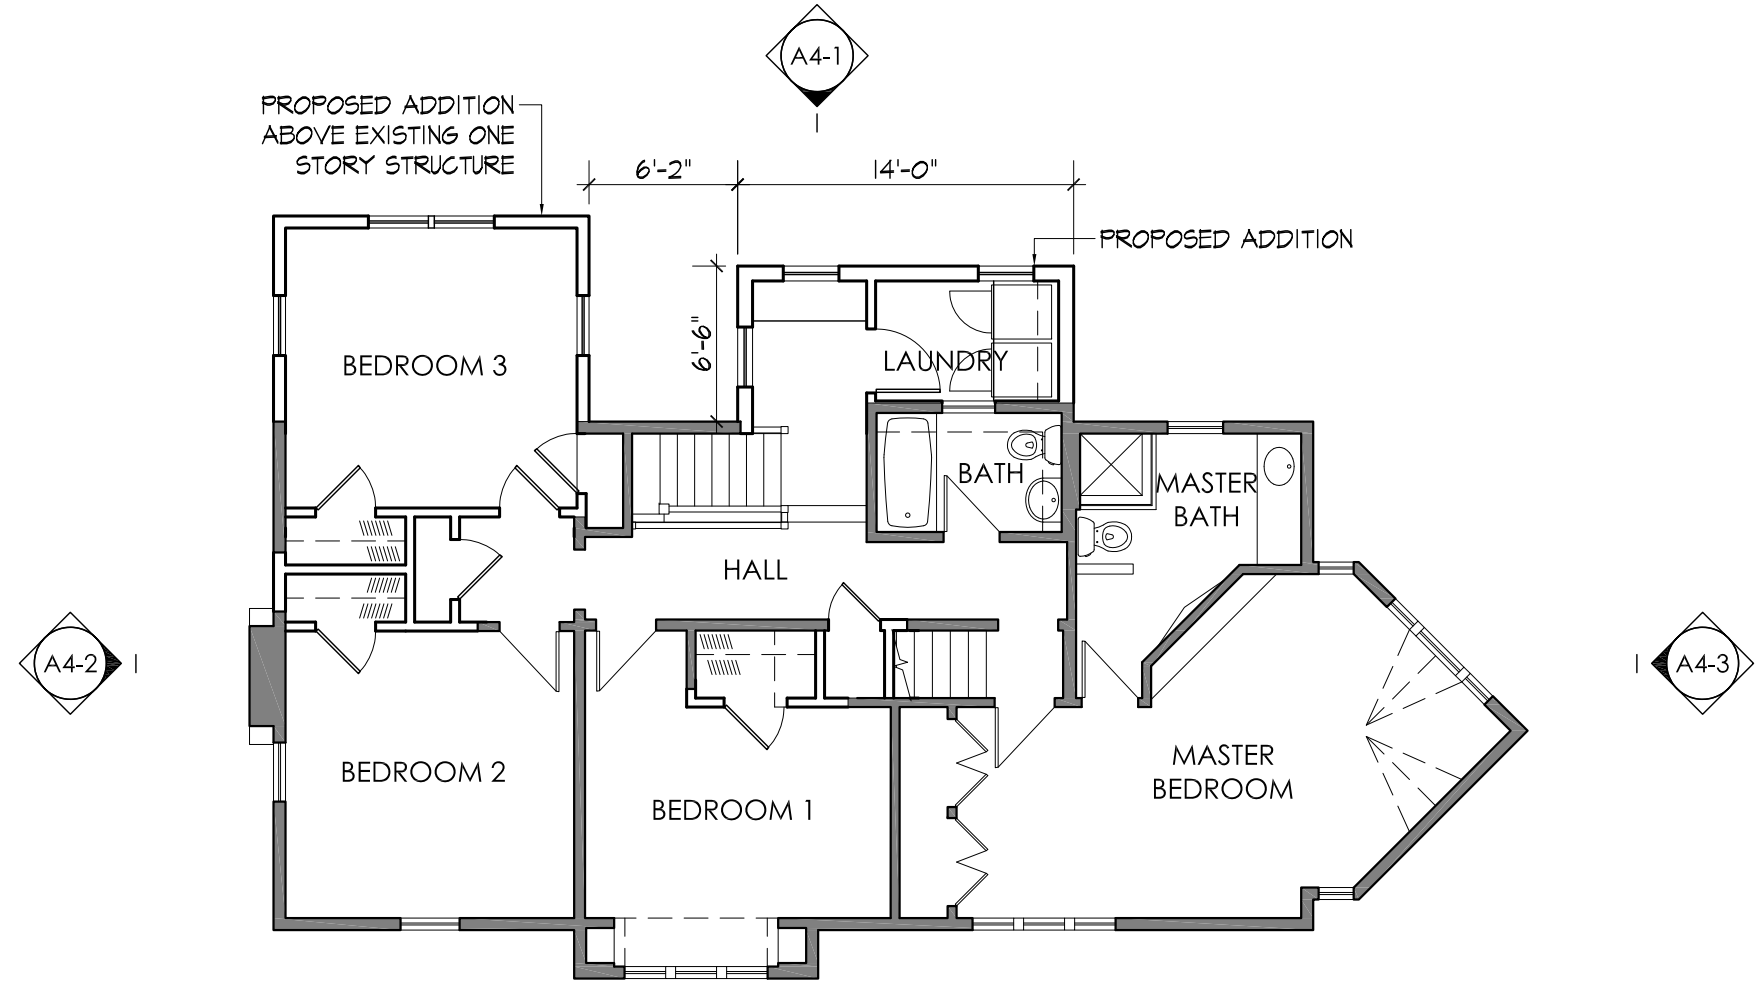 A4-1
PROPOSED ADDITION
ABOVE EXISTING ONE
STORY STRUCTURE
6'-2"
14'-0"
PROPOSED ADDITION
6'-6"
BEDROOM 3
LAUNDRY
BATH
MASTER
BATH
HALL
A4-2
A4-3
BEDROOM 2
BEDROOM 1
MASTER
BEDROOM